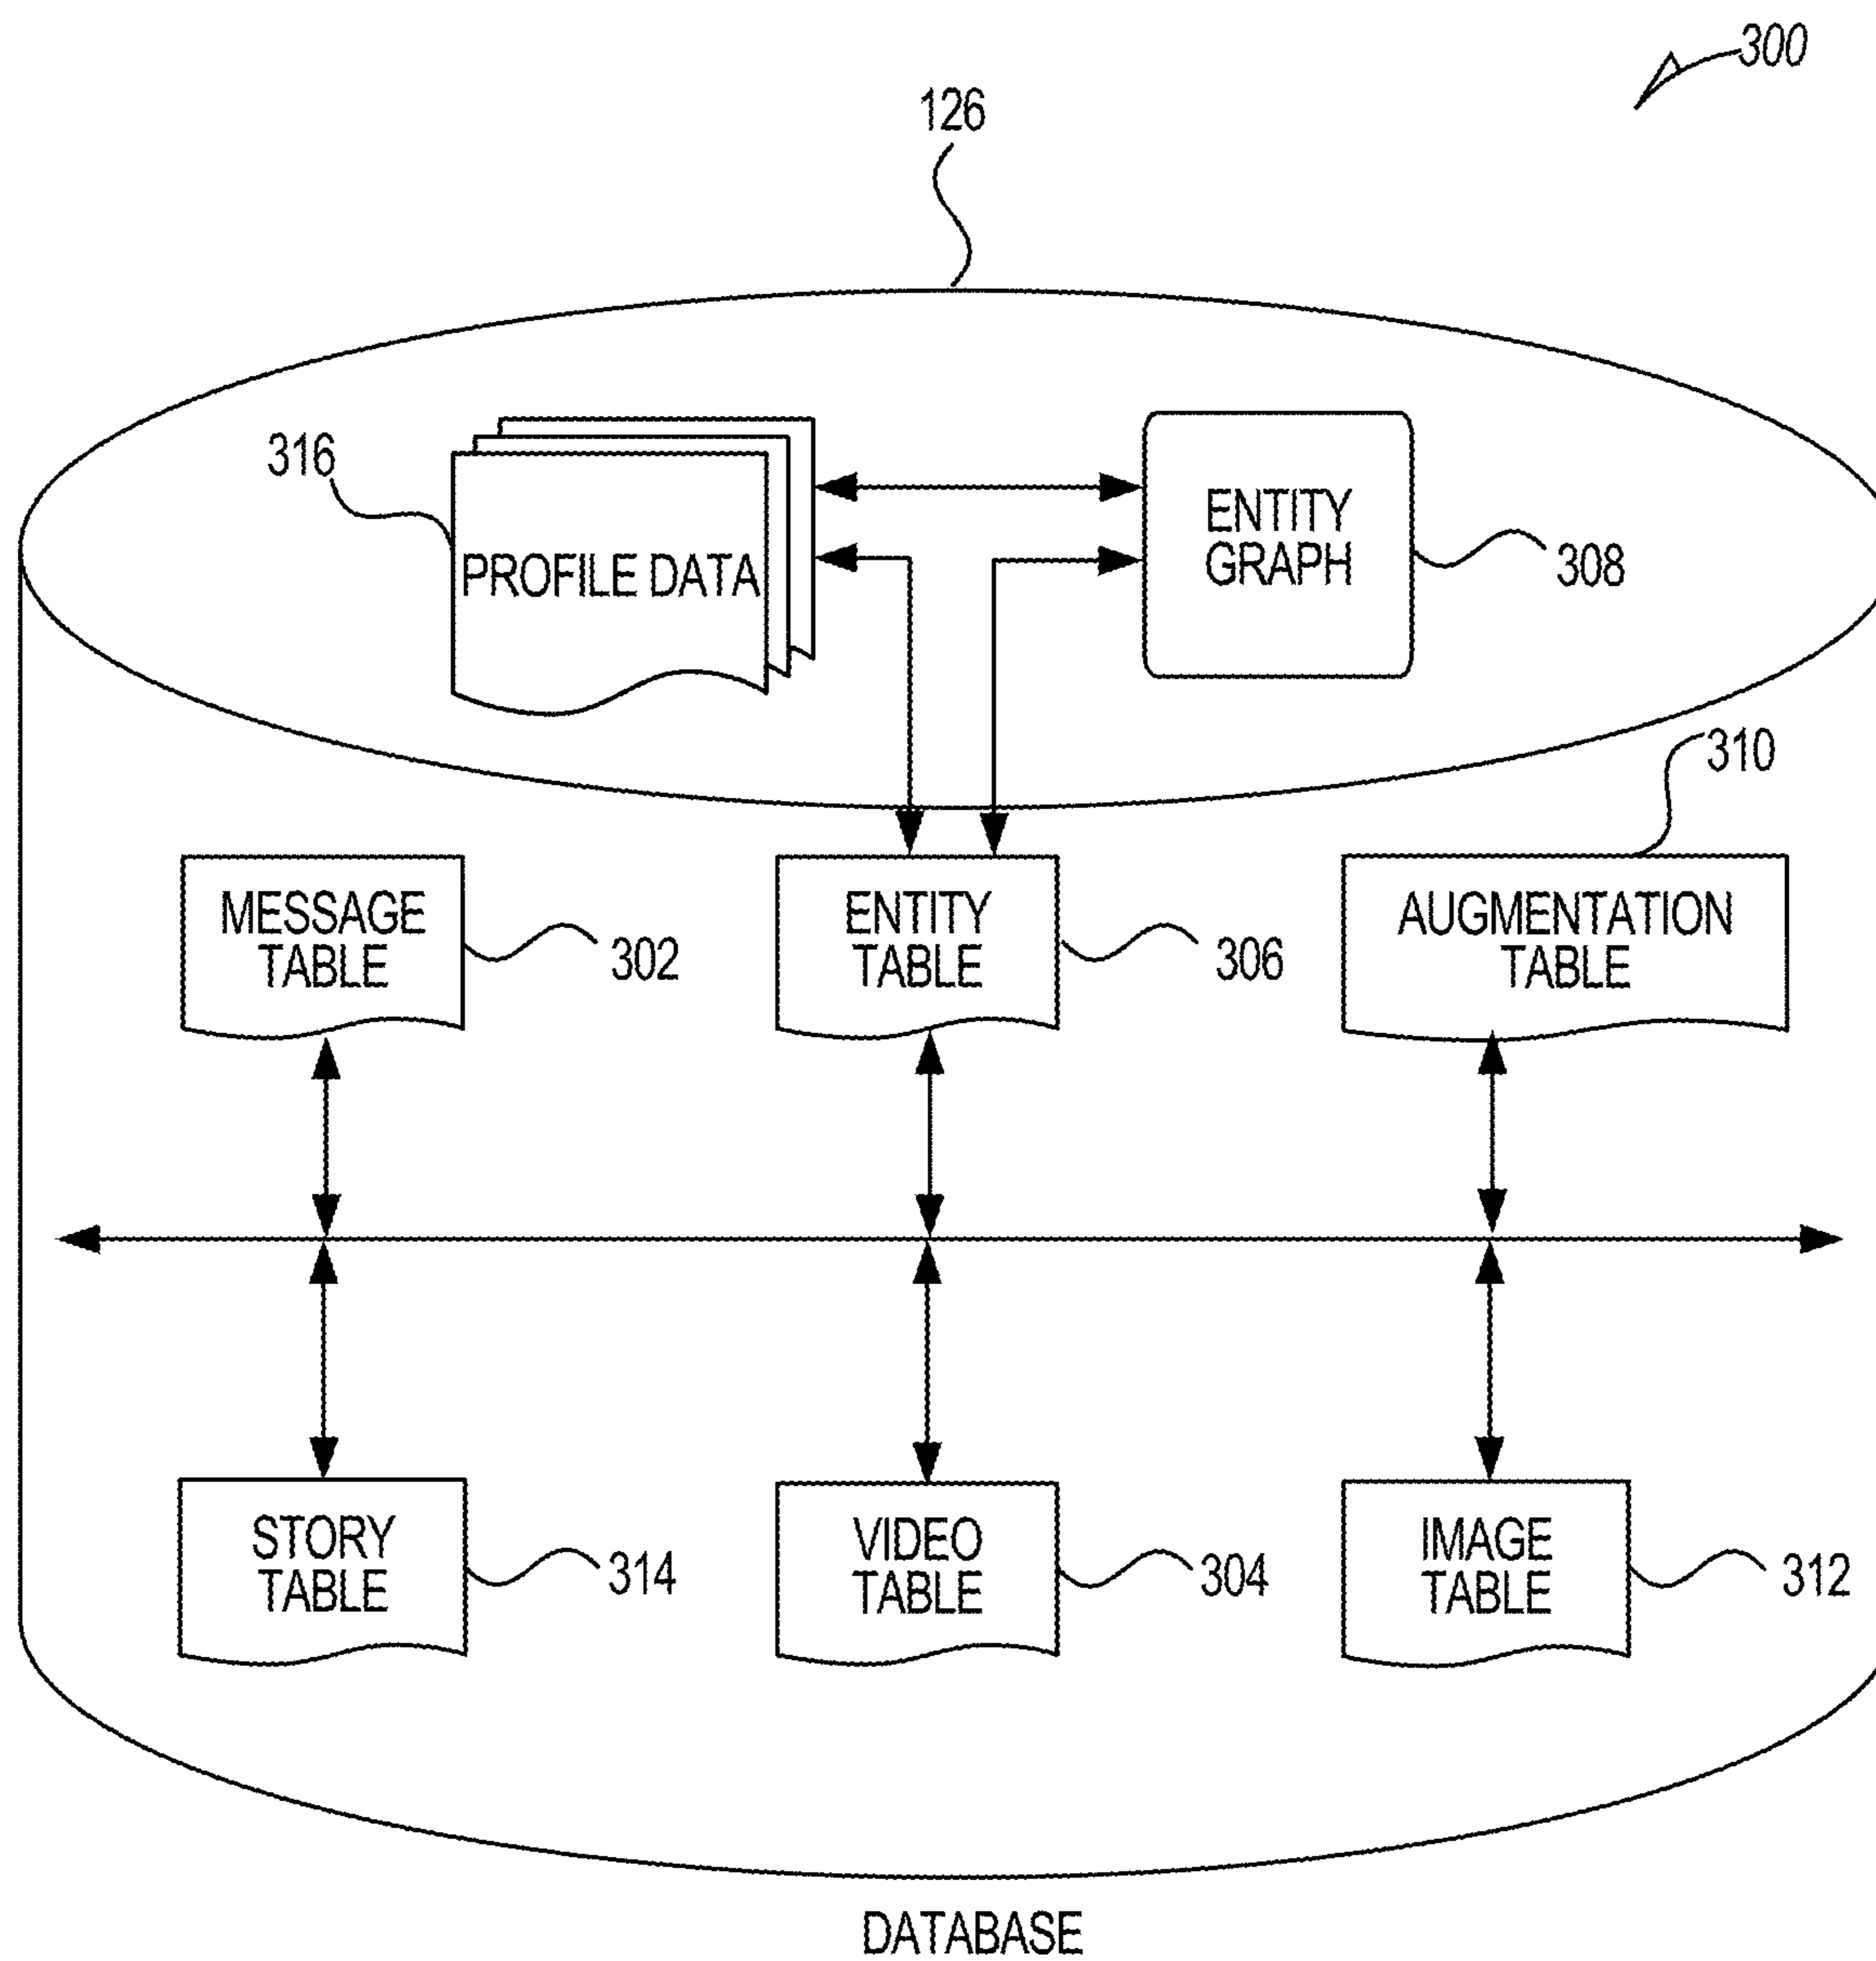 300
126
316
PROFILE DATA
ENTITY
GRAPH
308
310
MESSAGE
TABLE
302
ENTITY
TABLE
306
AUGMENTATION
TABLE
STORY
TABLE
314
VIDEO
TABLE
304
IMAGE
TABLE
312
DATABASE